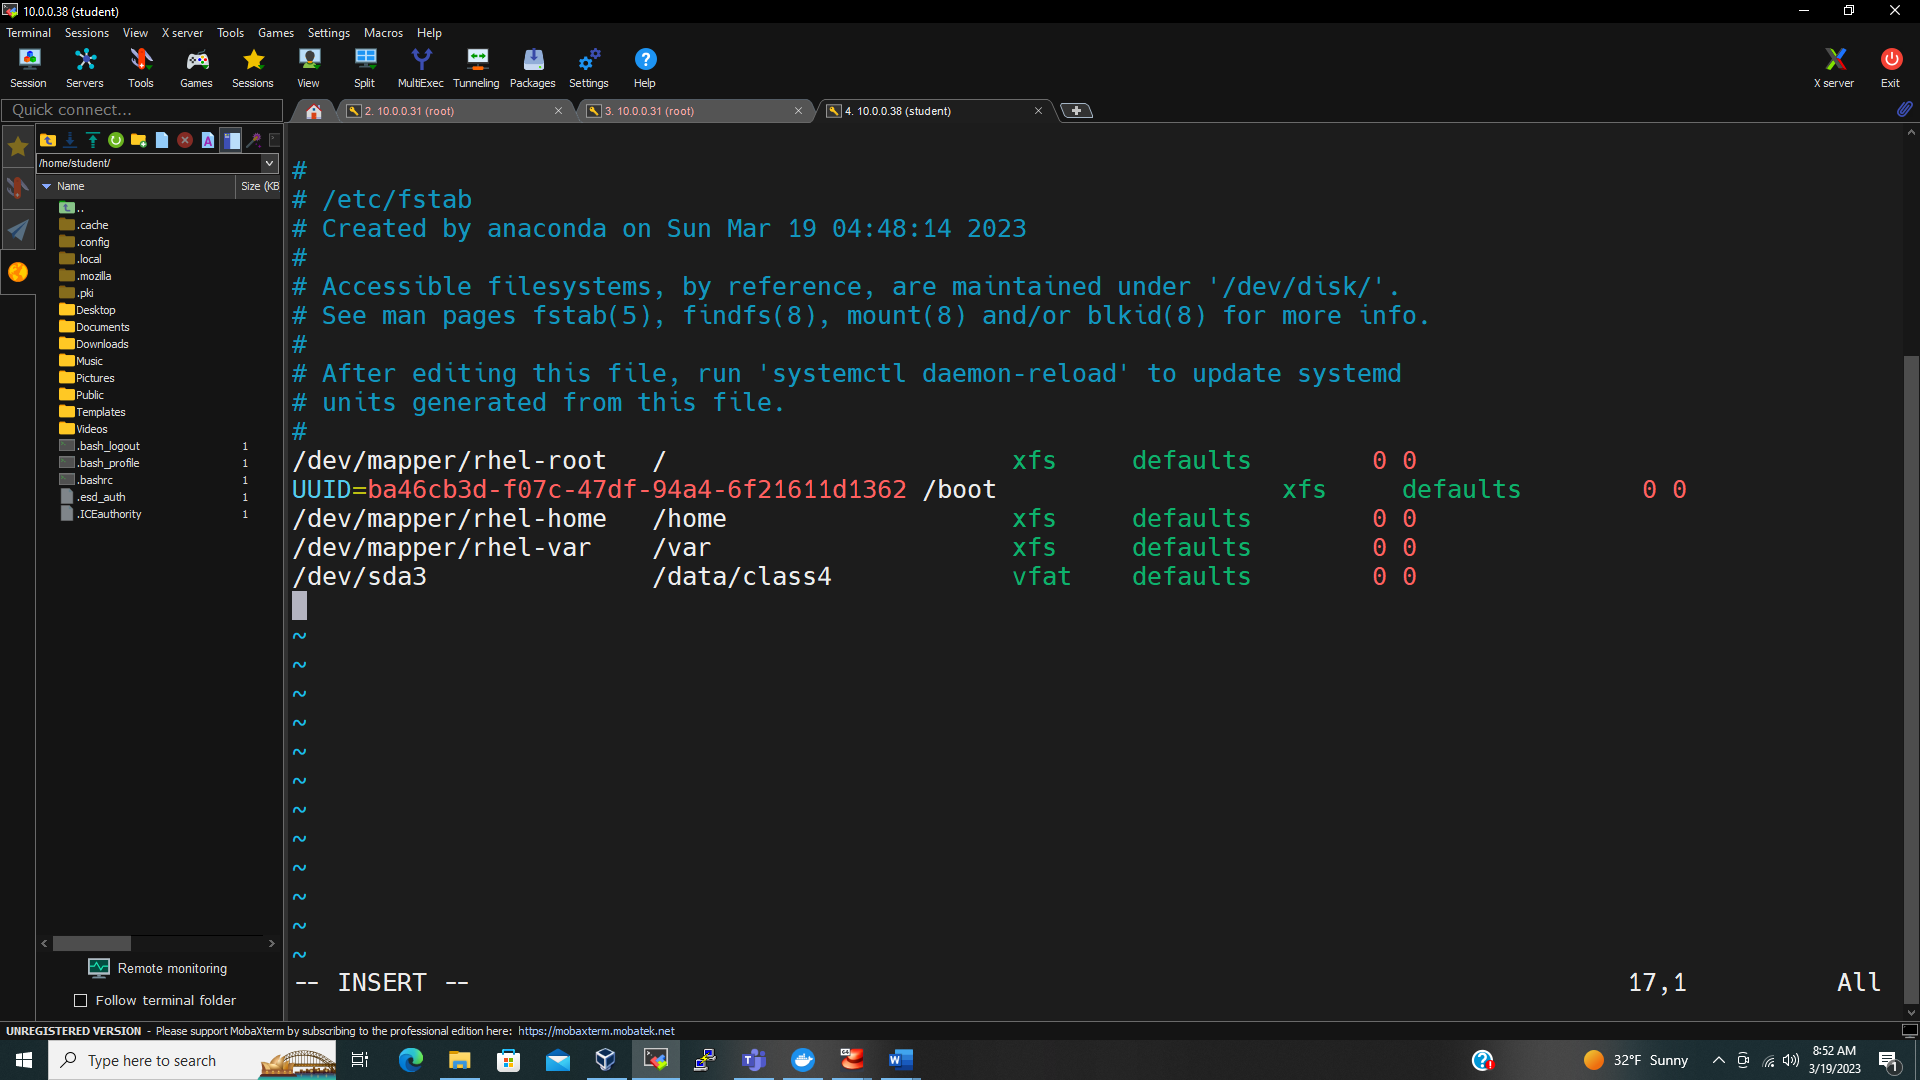 10.0.0.38 (student)
Terminal Sessions View X server Tools Games Settings Macros Help
Session Servers Tools Games Sessions View Split MultiExec Tunneling Packages Settings Help X server Exit
Quick connect...
2. 10.0.0.31 (root)
3. 10.0.0.31 (root)
4. 10.0.0.38 (student)
/home/student/
Name Size (KB
..
.cache
.config
.local
.mozilla
.pki
Desktop
Documents
Downloads
Music
Pictures
Public
Templates
Videos
.bash_logout 1
.bash_profile 1
.bashrc 1
.esd_auth 1
.ICEauthority 1
Remote monitoring
Follow terminal folder
#
# /etc/fstab
# Created by anaconda on Sun Mar 19 04:48:14 2023
#
# Accessible filesystems, by reference, are maintained under '/dev/disk/'.
# See man pages fstab(5), findfs(8), mount(8) and/or blkid(8) for more info.
#
# After editing this file, run 'systemctl daemon-reload' to update systemd
# units generated from this file.
#
/dev/mapper/rhel-root / xfs defaults 0 0
UUID=ba46cb3d-f07c-47df-94a4-6f21611d1362 /boot xfs defaults 0 0
/dev/mapper/rhel-home /home xfs defaults 0 0
/dev/mapper/rhel-var /var xfs defaults 0 0
/dev/sda3 /data/class4 vfat defaults 0 0
~
~
~
~
~
~
~
~
~
~
~
~
-- INSERT -- 17,1 All
UNREGISTERED VERSION - Please support MobaXterm by subscribing to the professional edition here: https://mobaxterm.mobatek.net
Type here to search
32°F Sunny
8:52 AM
3/19/2023
1